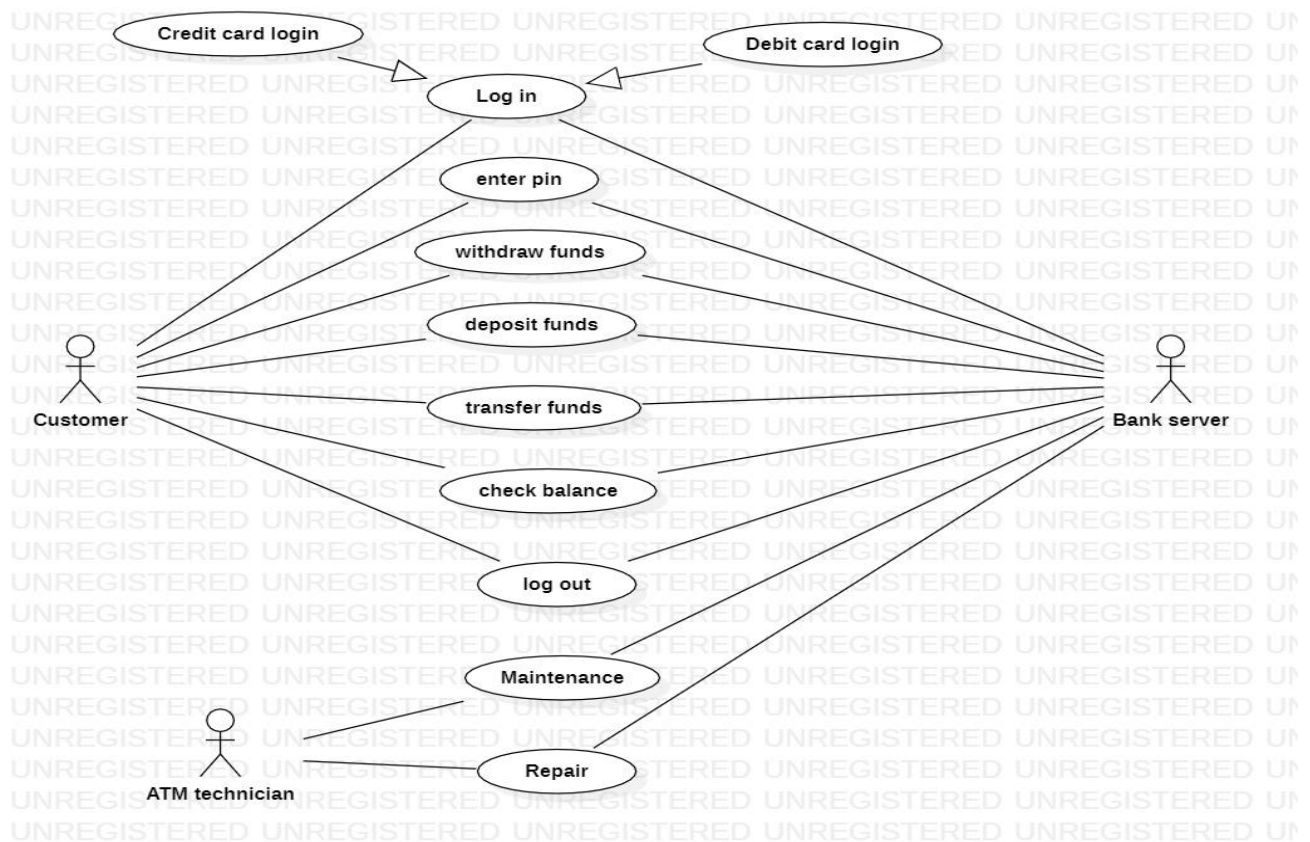 Credit card login
Debit card login
Log in
enter pin
withdraw funds
deposit funds
transfer funds
Customer
Bank server
check balance
log out
Maintenance
Repair
ATM technician
UNREGISTERED